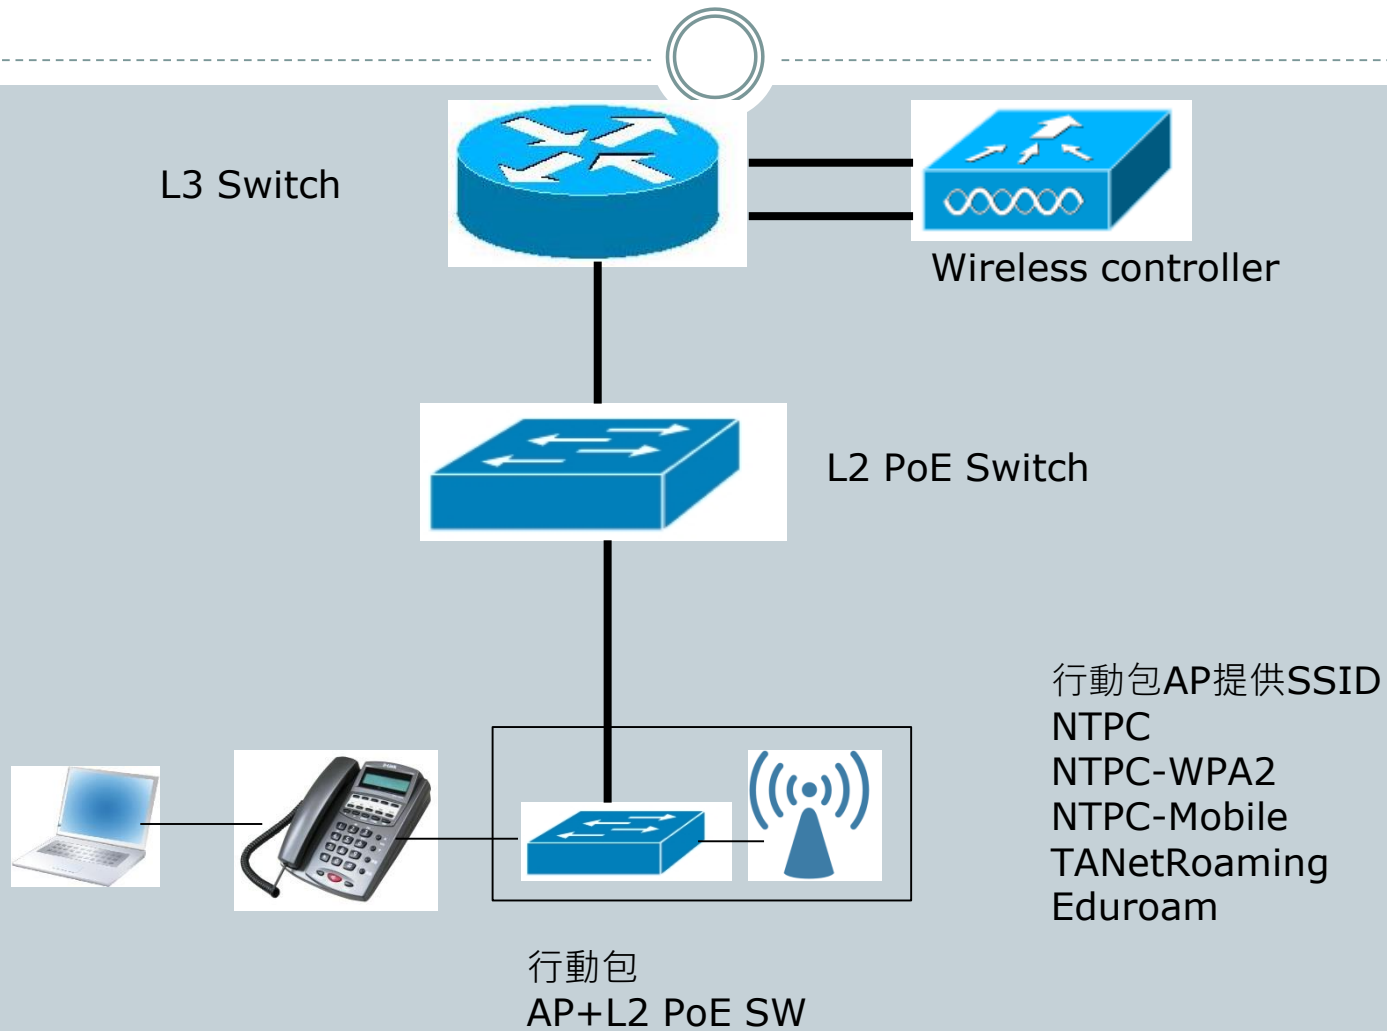 L3 Switch
Wireless controller
L2 PoE Switch
行動包AP提供SSID
NTPC
NTPC-WPA2
NTPC-Mobile
TANetRoaming
Eduroam
行動包
AP+L2 PoE SW